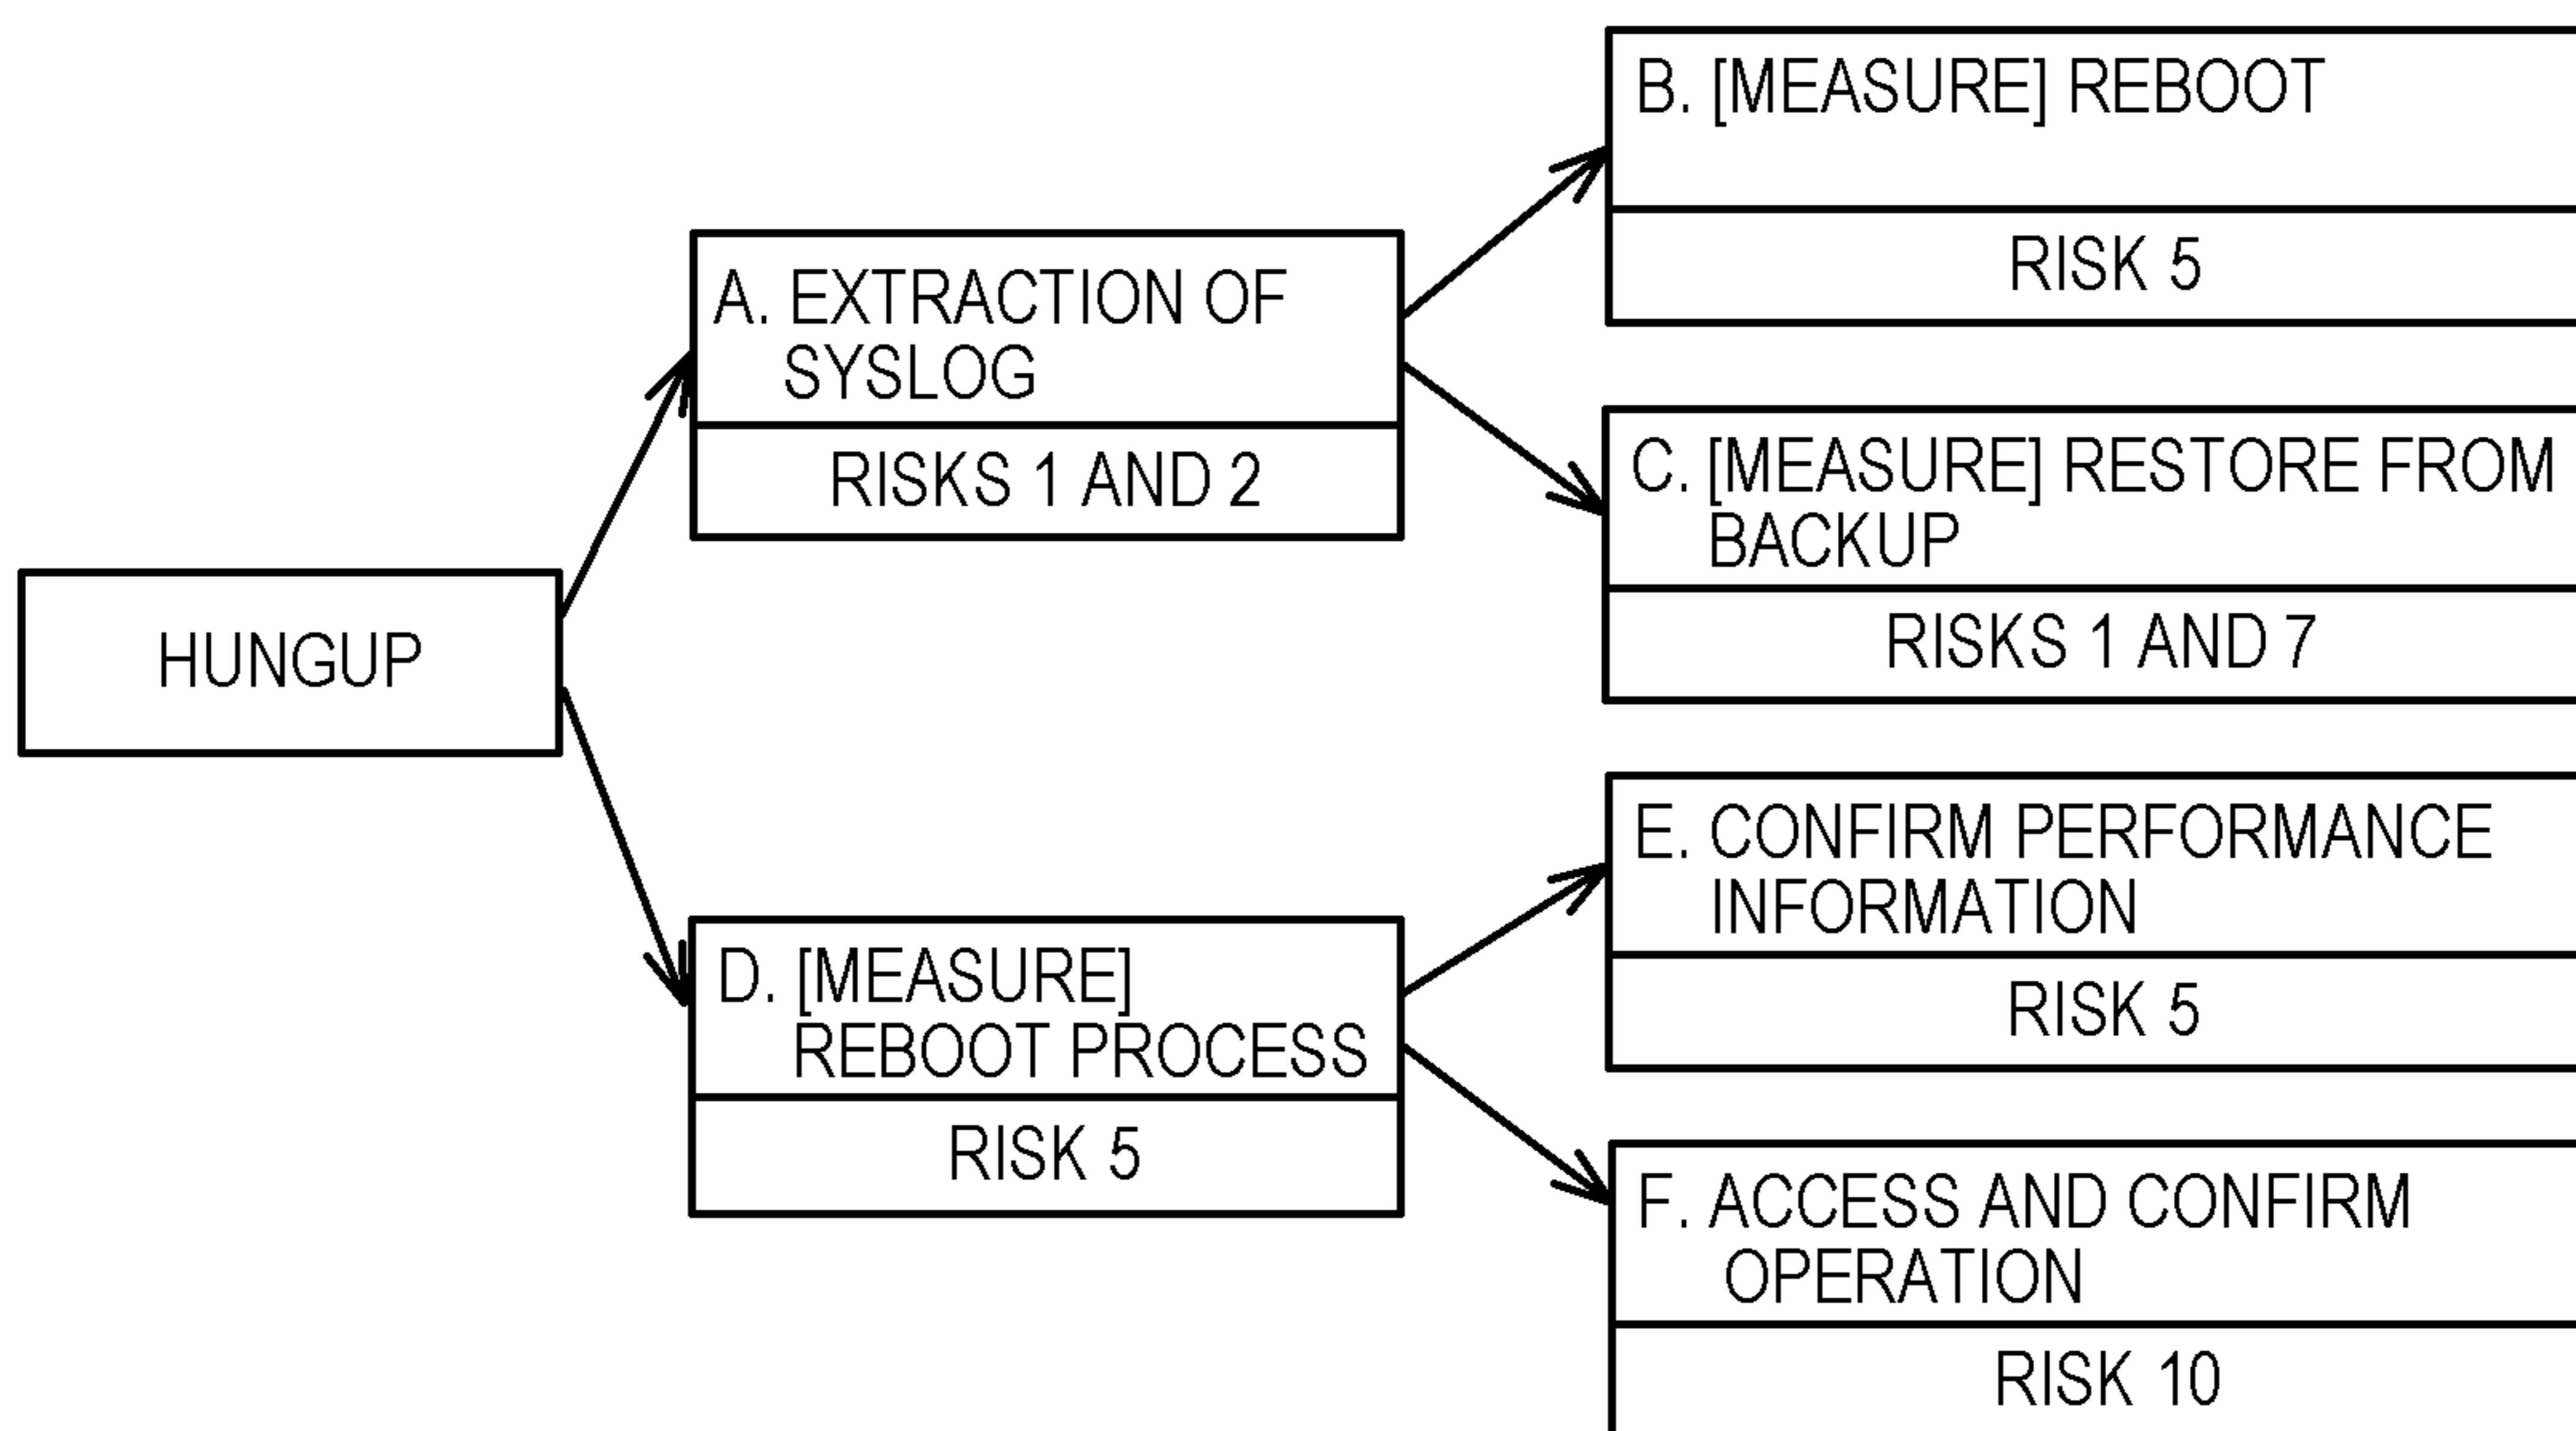 HUNGUP
A. EXTRACTION OF
SYSLOG
RISKS 1 AND 2
B. [MEASURE] REBOOT
RISK 5
C. [MEASURE] RESTORE FROM
BACKUP
RISKS 1 AND 7
D. [MEASURE]
REBOOT PROCESS
RISK 5
E. CONFIRM PERFORMANCE
INFORMATION
RISK 5
F. ACCESS AND CONFIRM
OPERATION
RISK 10